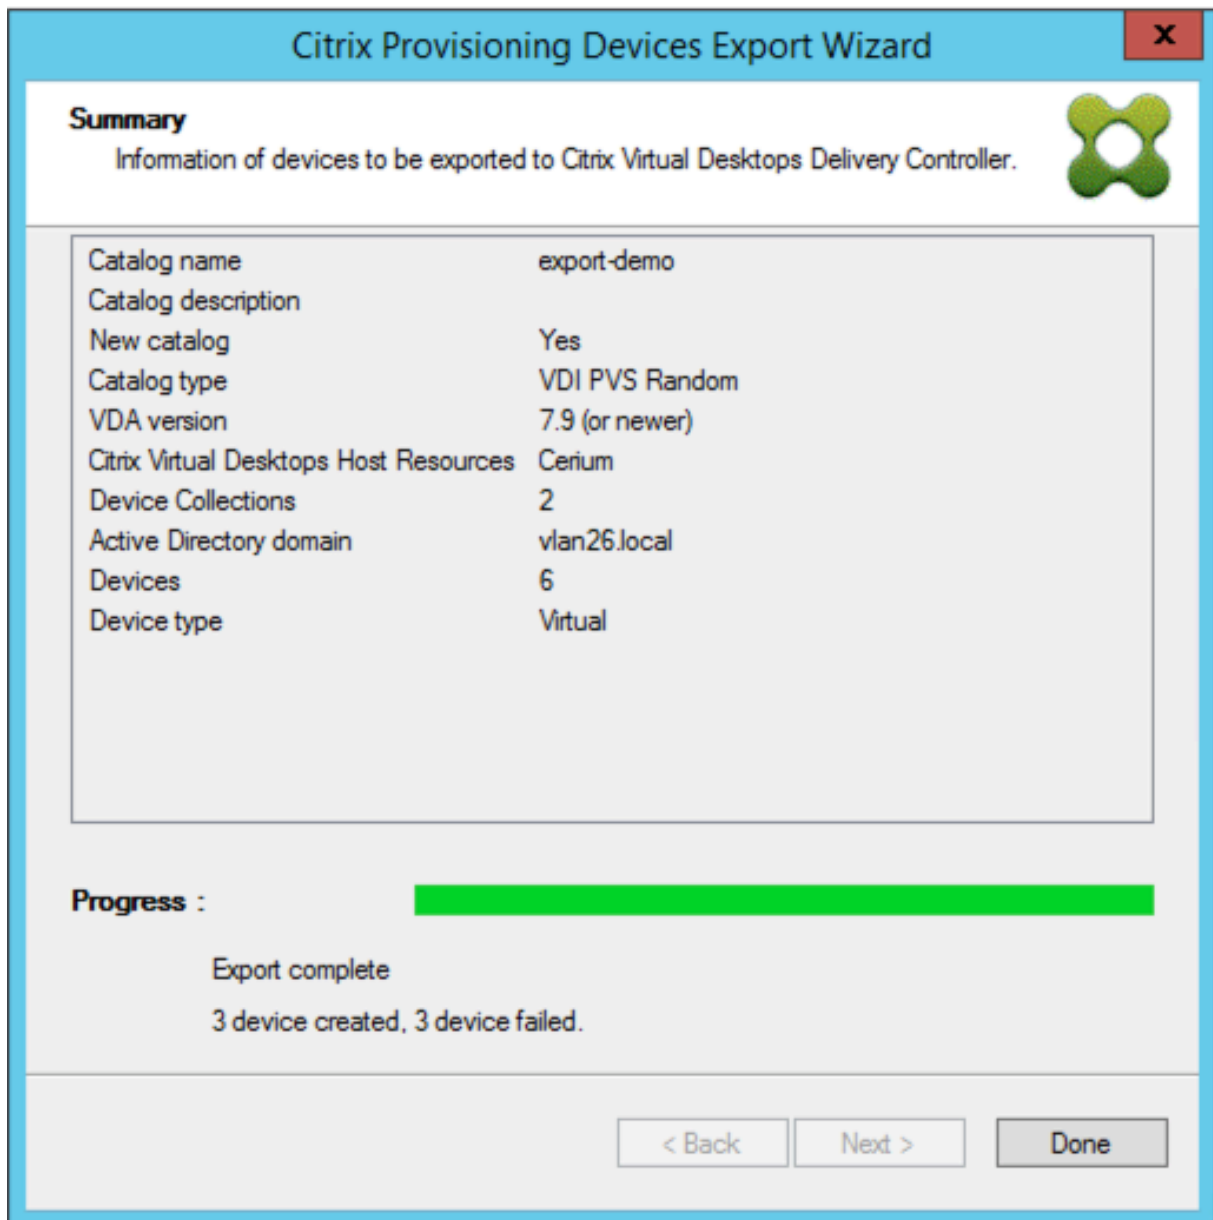 Citrix Provisioning Devices Export Wizard
x
Summary
Information of devices to be exported to Citrix Virtual Desktops Delivery Controller.
Catalog name export-demo
Catalog description
New catalog Yes
Catalog type VDI PVS Random
VDA version 7.9 (or newer)
Citrix Virtual Desktops Host Resources Cerium
Device Collections 2
Active Directory domain vlan26.local
Devices 6
Device type Virtual
Progress :
Export complete
3 device created, 3 device failed.
< Back Next > Done